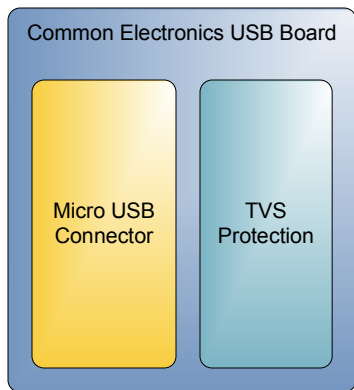 Common Electronics USB Board
Micro USB
Connector
TVS
Protection